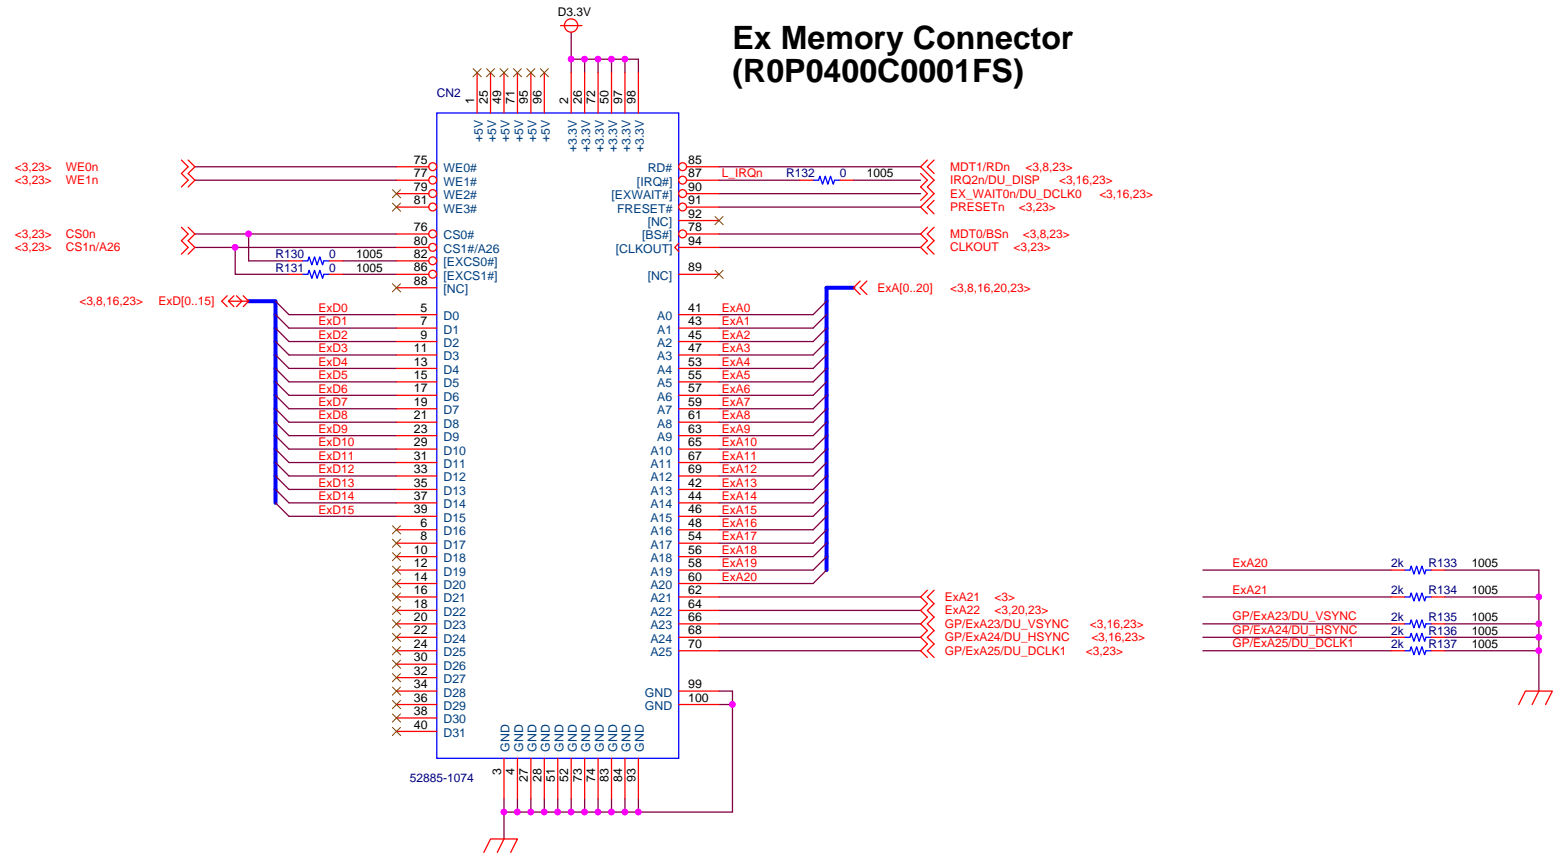 D3.3V
Ex Memory Connector
(R0P0400C0001FS)
CN2
1 25 49 71 95 96 2 26 72 50 97 98
+5V +5V +5V +5V +5V +5V +3.3V +3.3V +3.3V +3.3V +3.3V +3.3V
<3,23> WE0n 75 WE0# RD# 85 MDT1/RDn <3,8,23>
<3,23> WE1n 77 WE1# [IRQ#] 87 L_IRQn R132 0 1005 IRQ2n/DU_DISP <3,16,23>
79 WE2# [EXWAIT#] 90 EX_WAIT0n/DU_DCLK0 <3,16,23>
81 WE3# FRESET# 91 PRESETn <3,23>
[NC] 92
<3,23> CS0n 76 CS0# [BS#] 78 MDT0/BSn <3,8,23>
<3,23> CS1n/A26 80 CS1#/A26 [CLKOUT] 94 CLKOUT <3,23>
R130 0 1005 82 [EXCS0#]
R131 0 1005 86 [EXCS1#] [NC] 89
88 [NC]
<3,8,16,23> ExD[0..15] ExA[0..20] <3,8,16,20,23>
ExD0 5 D0 A0 41 ExA0
ExD1 7 D1 A1 43 ExA1
ExD2 9 D2 A2 45 ExA2
ExD3 11 D3 A3 47 ExA3
ExD4 13 D4 A4 53 ExA4
ExD5 15 D5 A5 55 ExA5
ExD6 17 D6 A6 57 ExA6
ExD7 19 D7 A7 59 ExA7
ExD8 21 D8 A8 61 ExA8
ExD9 23 D9 A9 63 ExA9
ExD10 29 D10 A10 65 ExA10
ExD11 31 D11 A11 67 ExA11
ExD12 33 D12 A12 69 ExA12
ExD13 35 D13 A13 42 ExA13
ExD14 37 D14 A14 44 ExA14
ExD15 39 D15 A15 46 ExA15
6 D16 A16 48 ExA16
8 D17 A17 54 ExA17
10 D18 A18 56 ExA18
12 D19 A19 58 ExA19 ExA20 2k R133 1005
14 D20 A20 60 ExA20
16 D21 A21 62 ExA21 <3> ExA21 2k R134 1005
18 D22 A22 64 ExA22 <3,20,23>
20 D23 A23 66 GP/ExA23/DU_VSYNC <3,16,23> GP/ExA23/DU_VSYNC 2k R135 1005
22 D24 A24 68 GP/ExA24/DU_HSYNC <3,16,23> GP/ExA24/DU_HSYNC 2k R136 1005
24 D25 A25 70 GP/ExA25/DU_DCLK1 <3,23> GP/ExA25/DU_DCLK1 2k R137 1005
30 D26
32 D27
34 D28 GND 99
36 D29 GND 100
38 D30
40 D31
GND GND GND GND GND GND GND GND GND GND GND
52885-1074 3 4 27 28 51 52 73 74 83 84 93